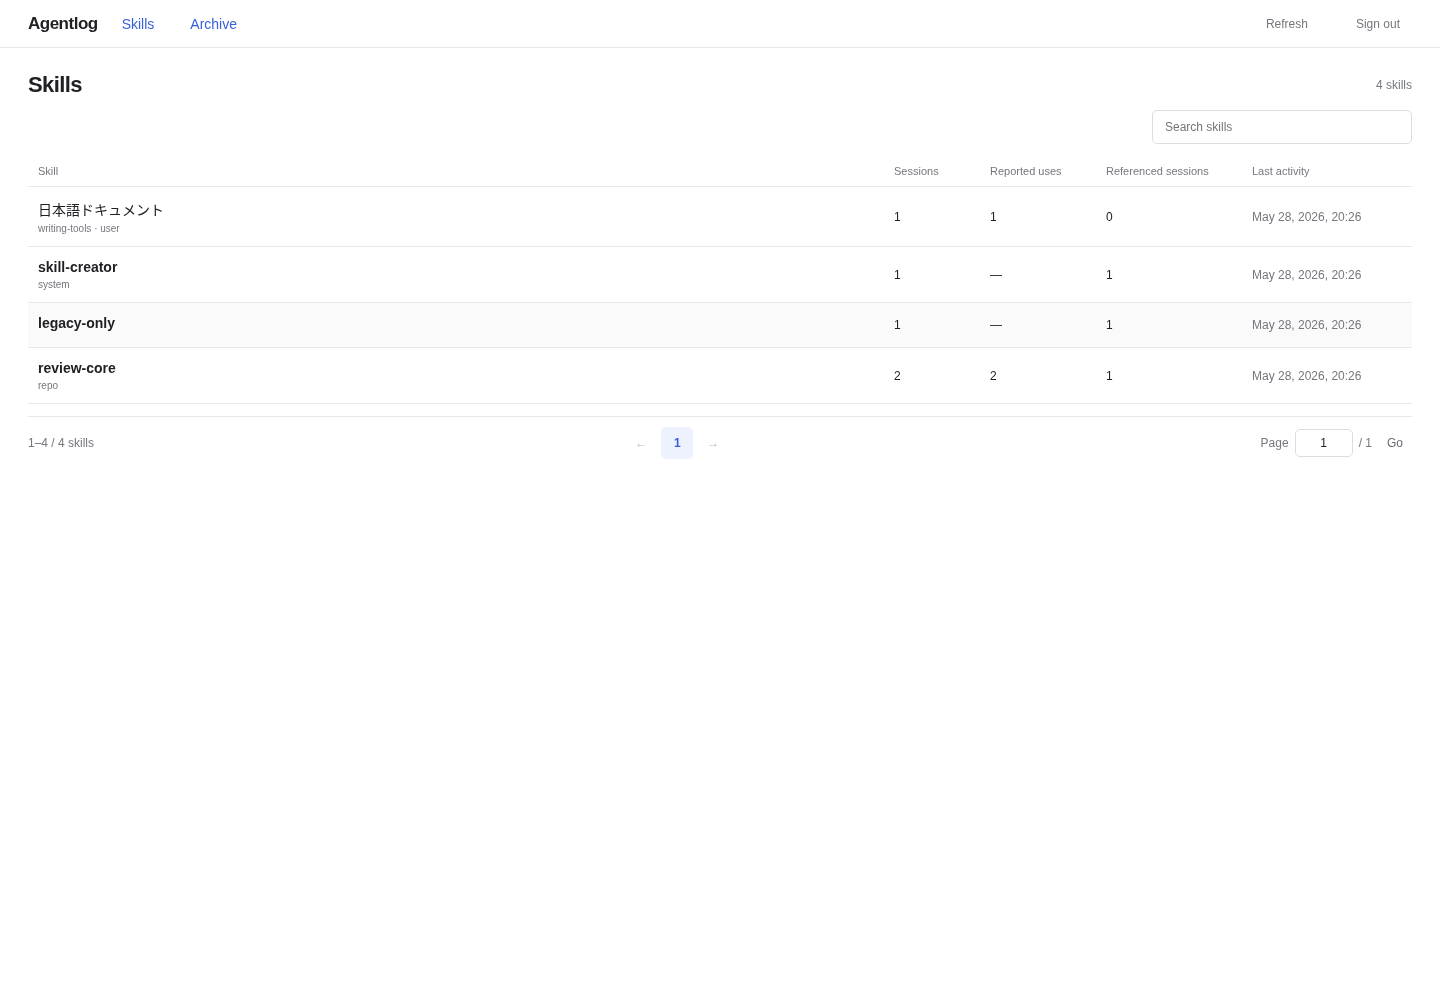 Agentlog Skills Archive Refresh Sign out
Skills 4 skills
Search skills
Skill Sessions Reported uses Referenced sessions Last activity
日本語ドキュメント
writing-tools · user 1 1 0 May 28, 2026, 20:26
skill-creator
system 1 — 1 May 28, 2026, 20:26
legacy-only 1 — 1 May 28, 2026, 20:26
review-core
repo 2 2 1 May 28, 2026, 20:26
1–4 / 4 skills ← 1 → Page 1 / 1 Go